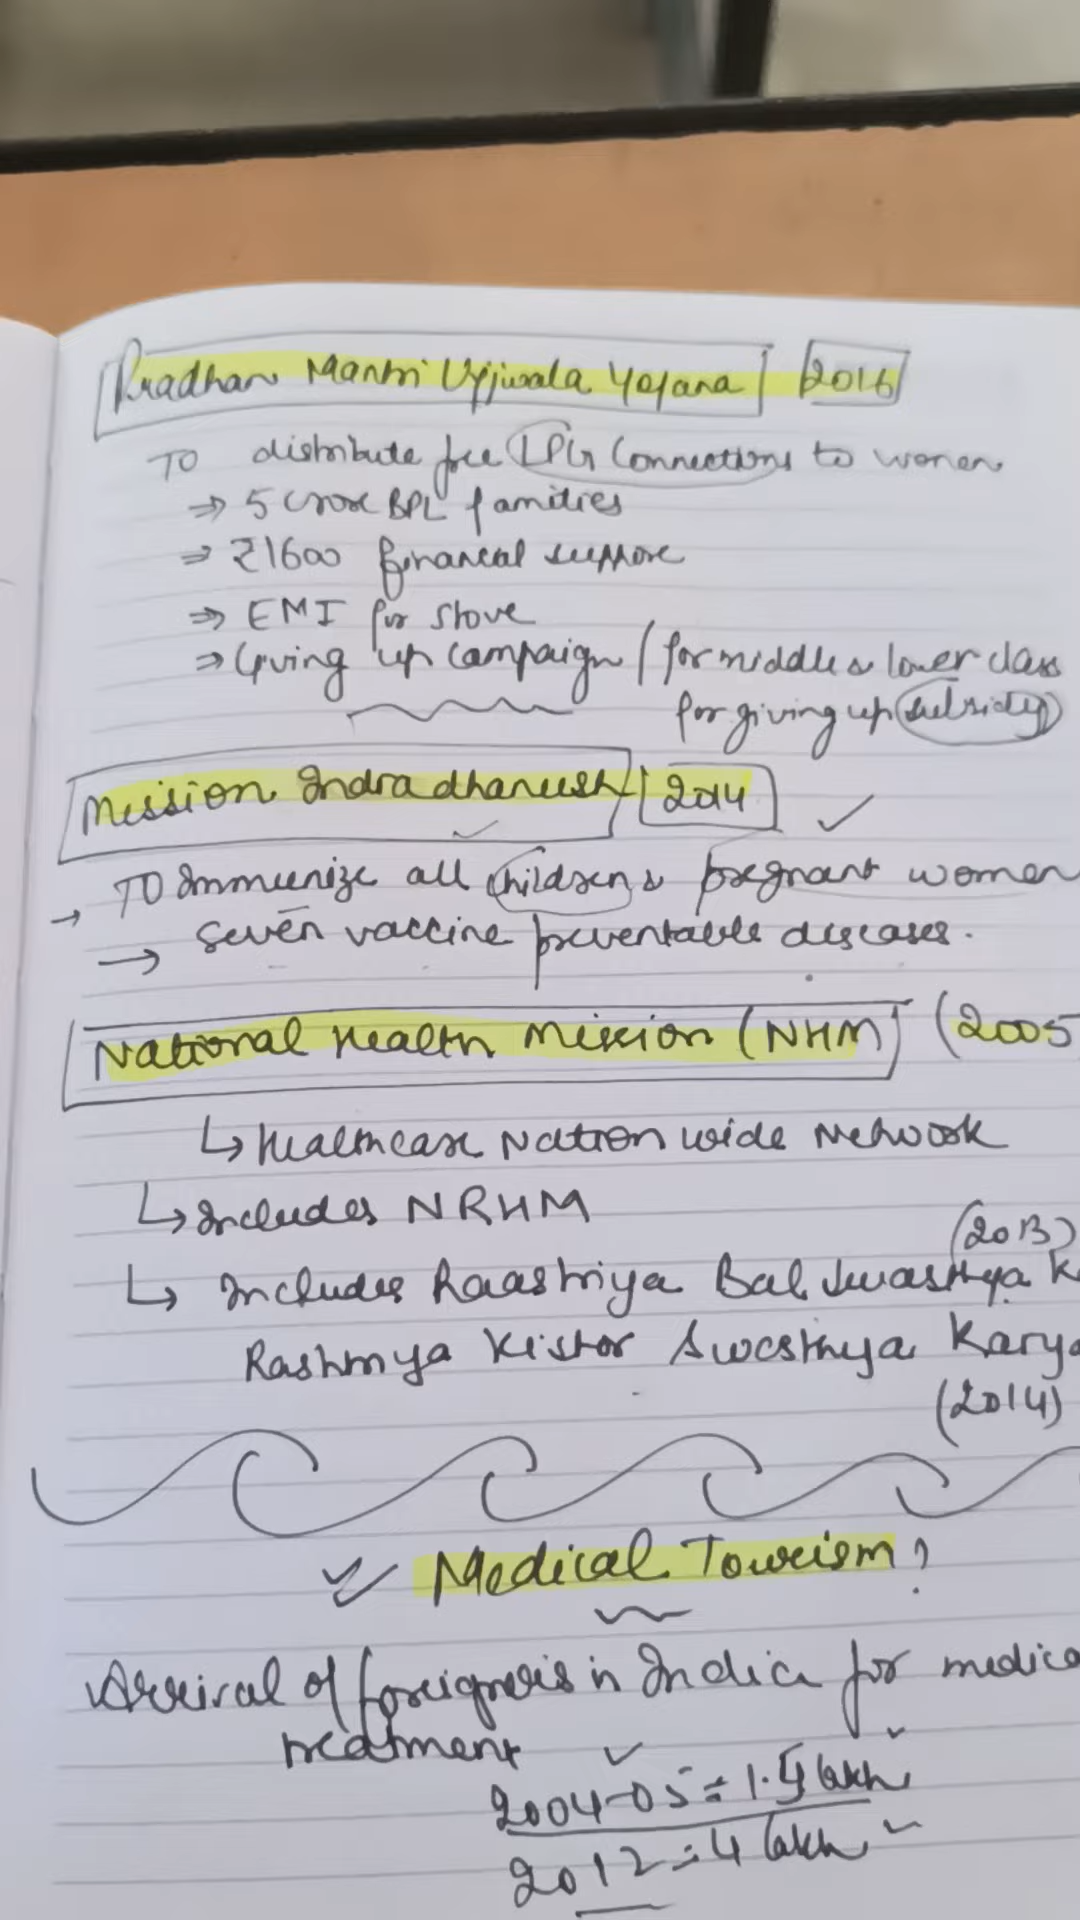 Pradhan Mantri Ujjwala Yojana 2016
TO distribute free LPG Connections to women
⇒ 5 crore BPL families
⇒ ₹1600 financial support
⇒ EMI for stove
⇒ Giving up campaign / for middle & lower class
for giving up subsidy
Mission Indradhanush 2014
→ TO Immunize all children & pregnant women
→ Seven vaccine preventable diseases.
National Health Mission (NHM) (2005
↳ Healthcare Nation wide Network
↳ Includes NRHM
(2013)
↳ Includes Raashriya Bal Swasthya K
Rashmya Kishor Swasthya Karya
(2014)
Medical Tourism?
Arrival of foreigners in India for medica
treatment
2004-05 = 1.5 lakh
2012 = 4 lakh